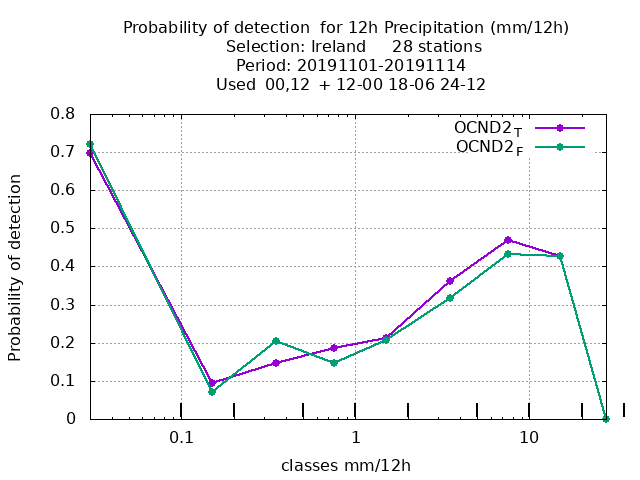 Probability of detection  for 12h Precipitation (mm/12h)
Selection: Ireland     28 stations
Period: 20191101-20191114
Used  00,12  + 12-00 18-06 24-12
OCND2T
OCND2F
0.8
0.7
0.6
0.5
0.4
0.3
0.2
0.1
0
Probability of detection
0.1 1 10
classes mm/12h